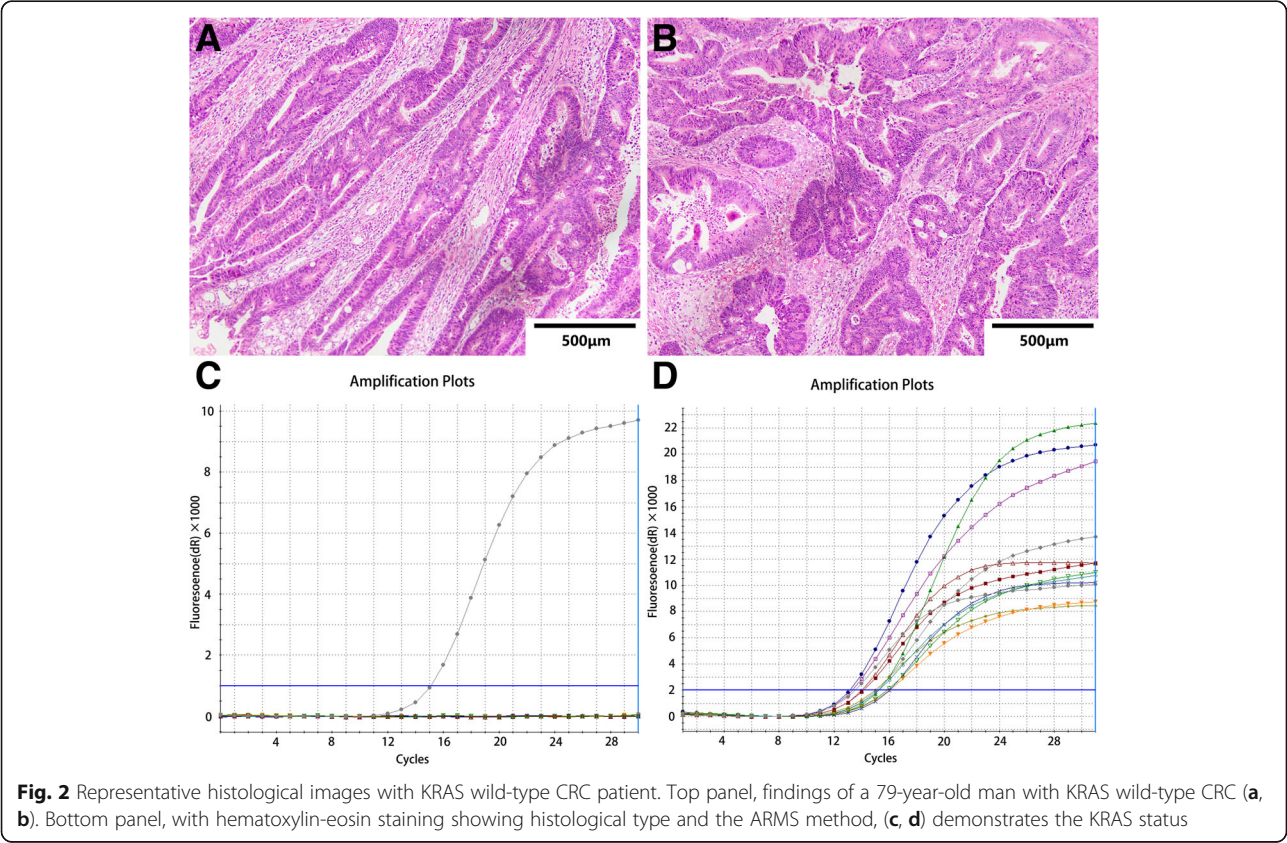 A
B
500μm
500μm
C
D
Amplification Plots
Amplification Plots
Fluoresoenoe(dR) ×1000
10
8
6
4
2
0
4
8
12
16
20
24
28
Cycles
Fluoresoenoe(dR) ×1000
22
20
18
16
14
12
10
8
6
4
2
0
4
8
12
16
20
24
28
Cycles
Fig. 2 Representative histological images with KRAS wild-type CRC patient. Top panel, findings of a 79-year-old man with KRAS wild-type CRC (a,
b). Bottom panel, with hematoxylin-eosin staining showing histological type and the ARMS method, (c, d) demonstrates the KRAS status